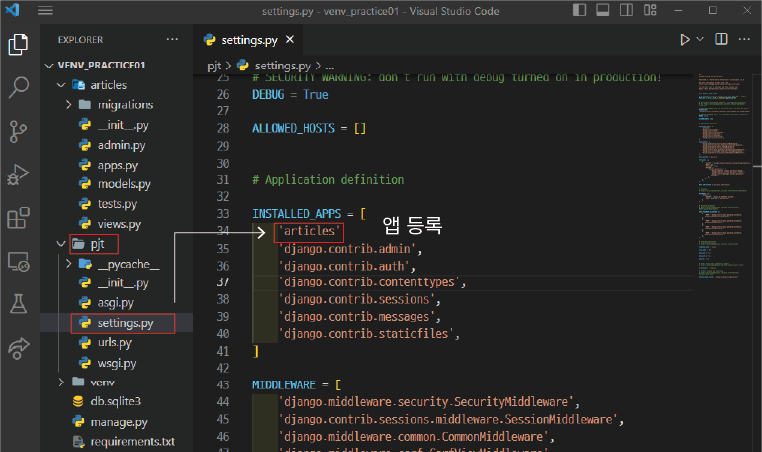 settings.py - venv_practice01 - Visual Studio Code
EXPLORER
VENV_PRACTICE01
articles
migrations
__init__.py
admin.py
apps.py
models.py
tests.py
views.py
pjt
__pycache__
__init__.py
asgi.py
settings.py
urls.py
wsgi.py
venv
db.sqlite3
manage.py
requirements.txt
settings.py
pjt > settings.py > ...
25 # SECURITY WARNING: don't run with debug turned on in production!
26 DEBUG = True
27
28 ALLOWED_HOSTS = []
29
30
31 # Application definition
32
33 INSTALLED_APPS = [
34 'articles' 앱 등록
35 'django.contrib.admin',
36 'django.contrib.auth',
37 'django.contrib.contenttypes',
38 'django.contrib.sessions',
39 'django.contrib.messages',
40 'django.contrib.staticfiles',
41 ]
42
43 MIDDLEWARE = [
44 'django.middleware.security.SecurityMiddleware',
45 'django.contrib.sessions.middleware.SessionMiddleware',
46 'django.middleware.common.CommonMiddleware',
47 'django.middleware.csrf.CsrfViewMiddleware'